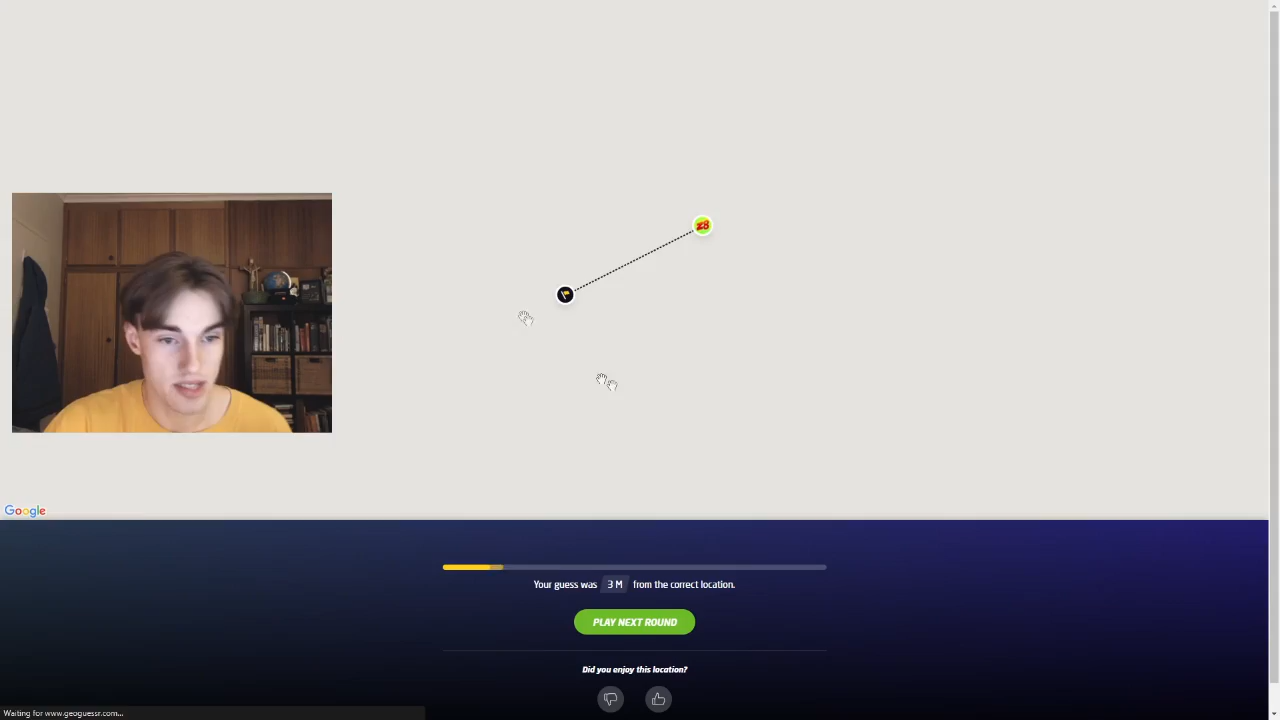 z8
Google
Your guess was 3 M from the correct location.
PLAY NEXT ROUND
Did you enjoy this location?
Waiting for www.geoguessr.com...